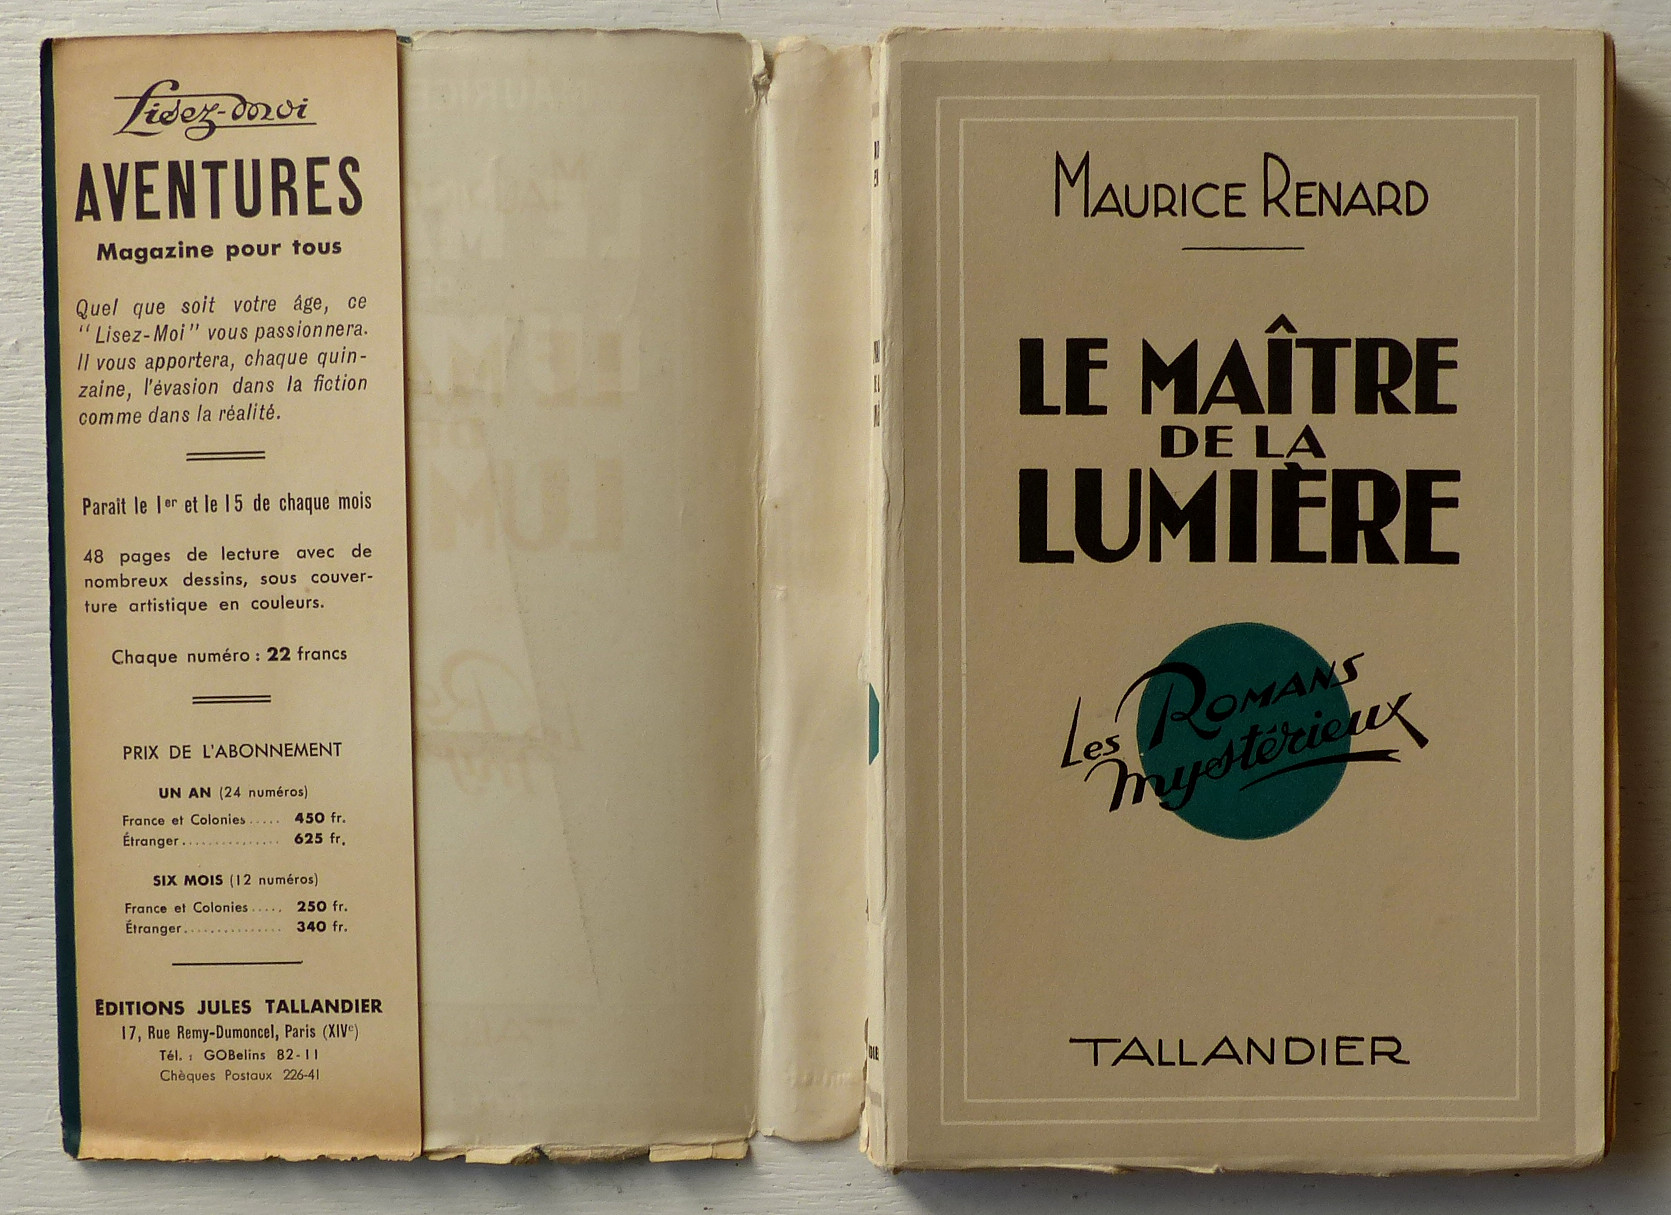 Lisez-moi
AVENTURES
Magazine pour tous
Quel que soit votre âge, ce
"Lisez-Moi" vous passionnera.
Il vous apportera, chaque quin-
zaine, l'évasion dans la fiction
comme dans la réalité.
Paraît le 1er et le 15 de chaque mois
48 pages de lecture avec de
nombreux dessins, sous couver-
ture artistique en couleurs.
Chaque numéro : 22 francs
PRIX DE L'ABONNEMENT
UN AN (24 numéros)
France et Colonies ..... 450 fr.
Étranger ............... 625 fr.
SIX MOIS (12 numéros)
France et Colonies ..... 250 fr.
Étranger ............... 340 fr.
ÉDITIONS JULES TALLANDIER
17, Rue Remy-Dumoncel, Paris (XIVe)
Tél. : GOBelins 82-11
Chèques Postaux 226-41
MAURICE RENARD
LE MAÎTRE
DE LA
LUMIÈRE
Les ROMANS
mystérieux
TALLANDIER